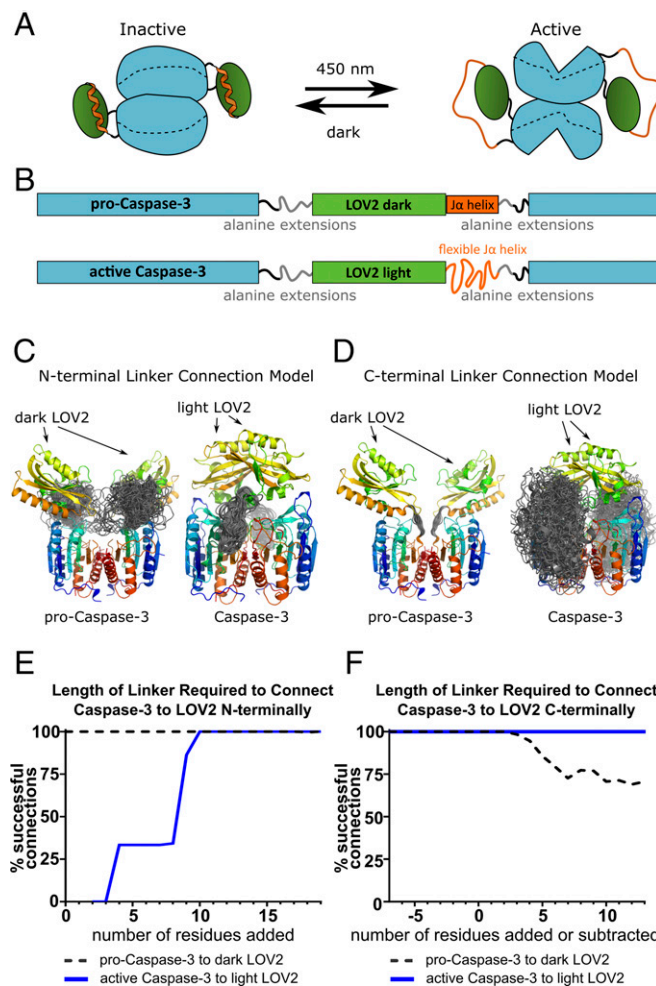 A
Inactive
Active
450 nm
dark
B
pro-Caspase-3
LOV2 dark
Jα helix
alanine extensions
alanine extensions
flexible Jα helix
active Caspase-3
LOV2 light
alanine extensions
alanine extensions
C
N-terminal Linker Connection Model
dark LOV2
light LOV2
pro-Caspase-3
Caspase-3
D
C-terminal Linker Connection Model
dark LOV2
light LOV2
pro-Caspase-3
Caspase-3
E
Length of Linker Required to Connect
Caspase-3 to LOV2 N-terminally
% successful
connections
100
75
50
25
0
0
5
10
15
number of residues added
pro-Caspase-3 to dark LOV2
active Caspase-3 to light LOV2
F
Length of Linker Required to Connect
Caspase-3 to LOV2 C-terminally
% successful
connections
100
75
50
25
0
-5
0
5
10
number of residues added or subtracted
pro-Caspase-3 to dark LOV2
active Caspase-3 to light LOV2